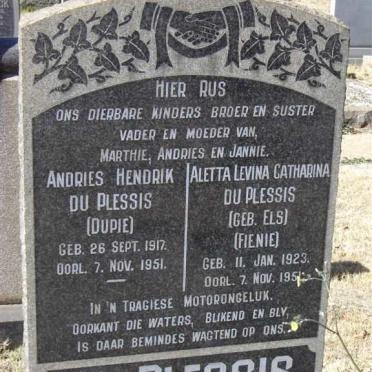 HIER RUS
ONS DIERBARE KINDERS BROER EN SUSTER
VADER EN MOEDER VAN,
MARTHIE, ANDRIES EN JANNIE.
ANDRIES HENDRIK
DU PLESSIS
(DUPIE)
GEB. 26 SEPT. 1917.
OORL. 7. NOV. 1951.
ALETTA LEVINA CATHARINA
DU PLESSIS
(GEB. ELS)
(FIENIE)
GEB. 11. JAN. 1923.
OORL. 7. NOV. 1951.
IN 'N TRAGIESE MOTORONGELUK.
OORKANT DIE WATERS, BLIKEND EN BLY,
IS DAAR BEMINDES WAGTEND OP ONS
PLESSIS